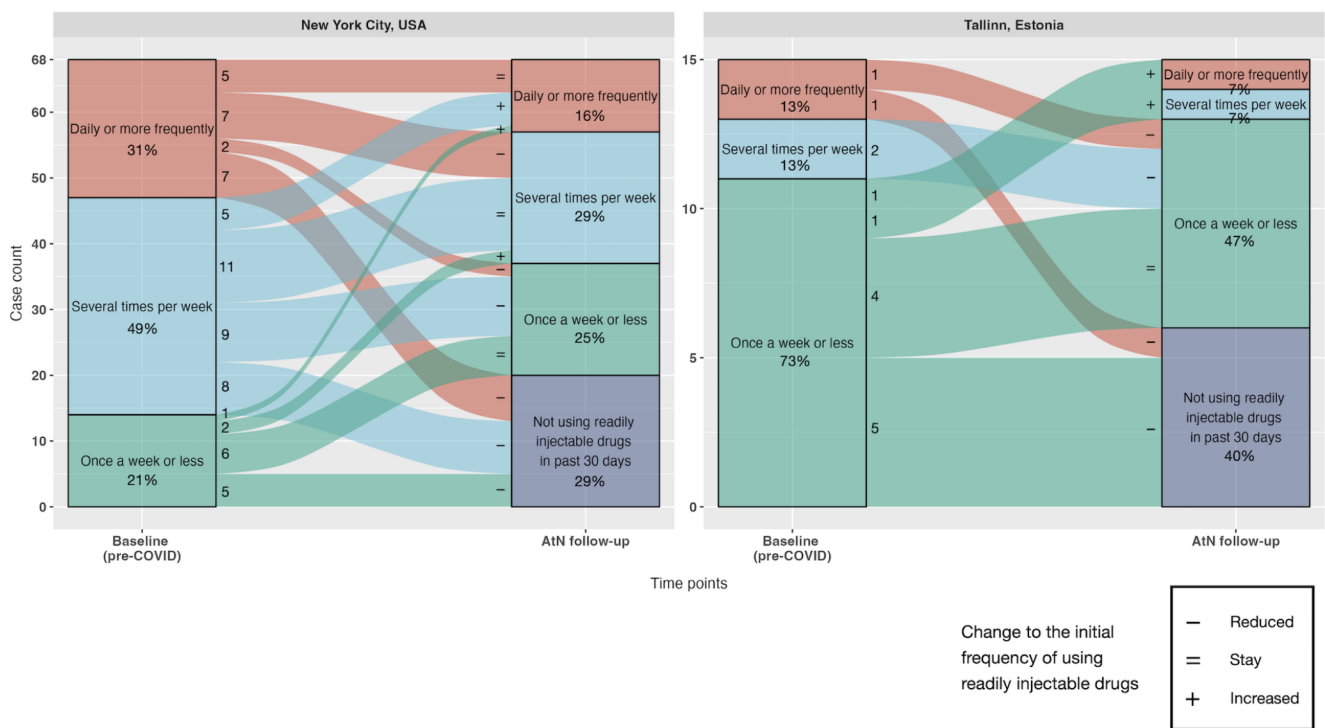 New York City, USA
68
60
50
40
30
20
10
0
Case count
Daily or more frequently
31%
Several times per week
49%
Once a week or less
21%
5
7
2
7
5
11
9
8
1
2
6
5
=
+
+
−
=
+
−
−
=
−
−
−
Daily or more frequently
16%
Several times per week
29%
Once a week or less
25%
Not using readily
injectable drugs
in past 30 days
29%
Baseline
(pre-COVID)
AtN follow-up
Tallinn, Estonia
15
10
5
0
Daily or more frequently
13%
Several times per week
13%
Once a week or less
73%
1
1
2
1
1
4
5
+
+
−
−
=
−
−
Daily or more frequently
7%
Several times per week
7%
Once a week or less
47%
Not using readily
injectable drugs
in past 30 days
40%
Baseline
(pre-COVID)
AtN follow-up
Time points
Change to the initial
frequency of using
readily injectable drugs
− Reduced
= Stay
+ Increased